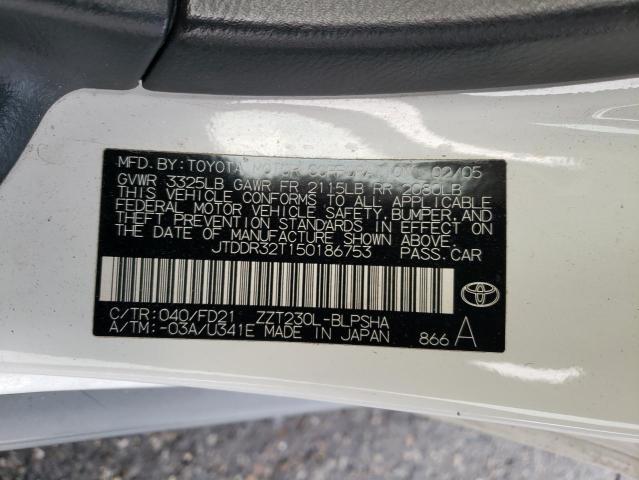 MFD. BY: TOYOTA MOTOR CORPORATION 02/05
GVWR 3325LB GAWR FR 2115LB RR 2080LB
THIS VEHICLE CONFORMS TO ALL APPLICABLE
FEDERAL MOTOR VEHICLE SAFETY, BUMPER, AND
THEFT PREVENTION STANDARDS IN EFFECT ON
THE DATE OF MANUFACTURE SHOWN ABOVE.
JTDDR32T150186753 PASS.CAR
C/TR: 040/FD21 ZZT230L-BLPSHA
A/TM: -03A/U341E MADE IN JAPAN
866 A